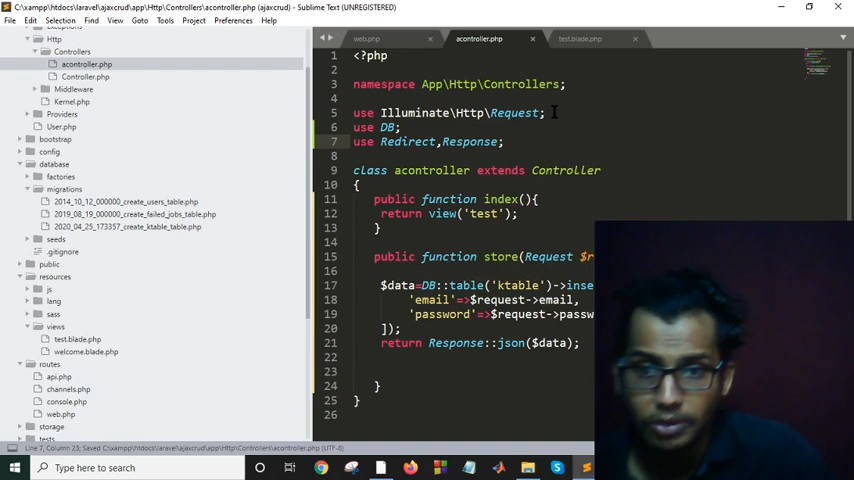 C:\xampp\htdocs\laravel\ajaxcrud\app\Http\Controllers\acontroller.php (ajaxcrud) - Sublime Text (UNREGISTERED)
File Edit Selection Find View Goto Tools Project Preferences Help
web.php acontroller.php test.blade.php
Http
Controllers
acontroller.php
Controller.php
Middleware
Kernel.php
Providers
User.php
bootstrap
config
database
factories
migrations
2014_10_12_000000_create_users_table.php
2019_08_19_000000_create_failed_jobs_table.php
2020_04_25_173357_create_ktable_table.php
seeds
.gitignore
public
resources
js
lang
sass
views
test.blade.php
welcome.blade.php
routes
api.php
channels.php
console.php
web.php
storage
tests
1 <?php
2
3 namespace App\Http\Controllers;
4
5 use Illuminate\Http\Request;
6 use DB;
7 use Redirect,Response;
8
9 class acontroller extends Controller
10 {
11 public function index(){
12 return view('test');
13 }
14
15 public function store(Request $r
16
17 $data=DB::table('ktable')->inse
18 'email'=>$request->email,
19 'password'=>$request->passw
20 ]);
21 return Response::json($data);
22
23
24 }
25 }
26
Line 7, Column 23; Saved C:\xampp\htdocs\laravel\ajaxcrud\app\Http\Controllers\acontroller.php (UTF-8)
Type here to search